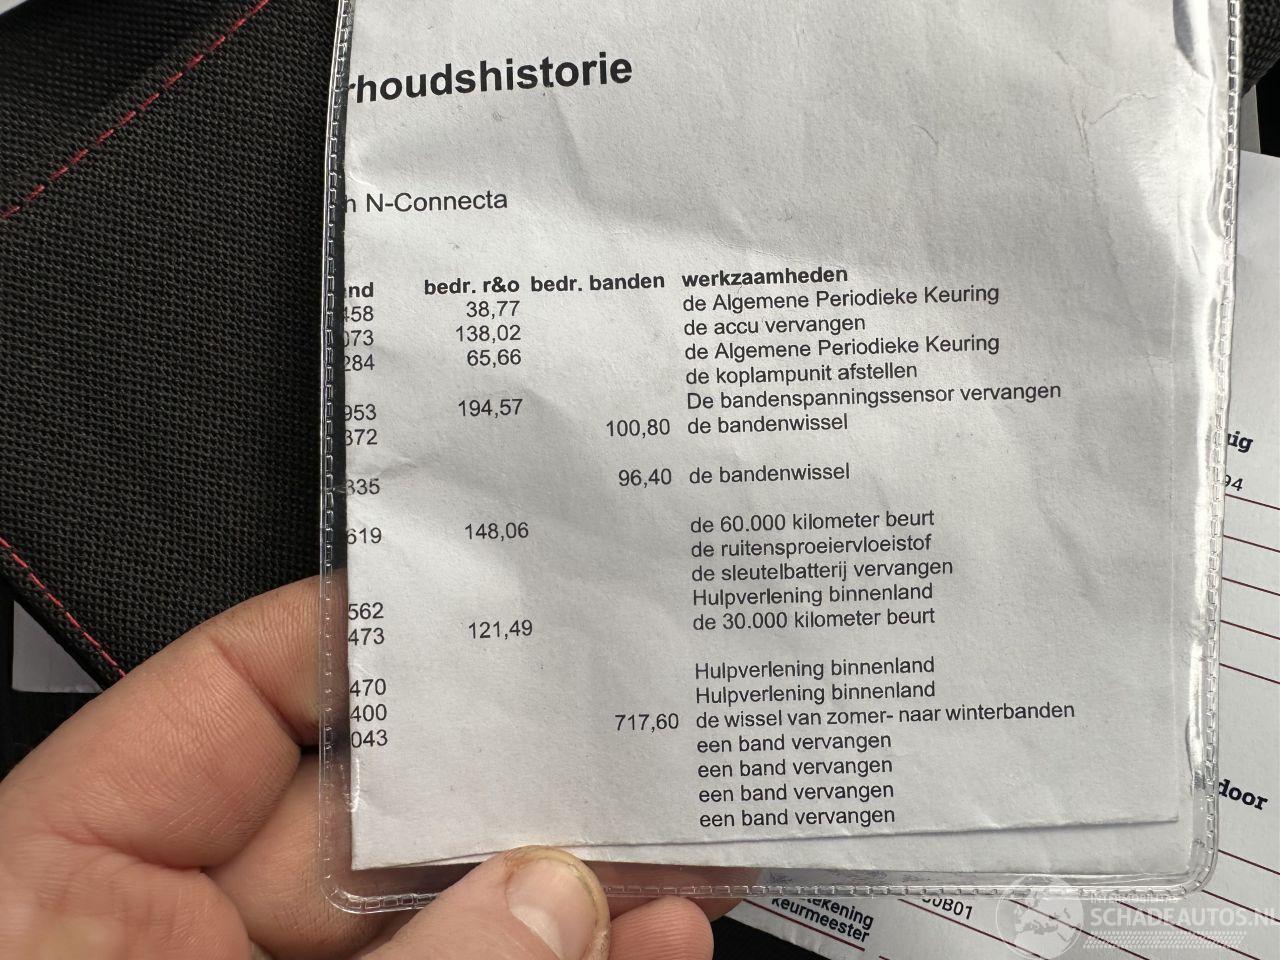 rhoudshistorie
h N-Connecta
nd bedr. r&o bedr. banden werkzaamheden
458 38,77 de Algemene Periodieke Keuring
073 138,02 de accu vervangen
284 65,66 de Algemene Periodieke Keuring
de koplampunit afstellen
953 194,57 De bandenspanningssensor vervangen
372 100,80 de bandenwissel
335 96,40 de bandenwissel
619 148,06 de 60.000 kilometer beurt
de ruitensproeiervloeistof
de sleutelbatterij vervangen
562 Hulpverlening binnenland
473 121,49 de 30.000 kilometer beurt
470 Hulpverlening binnenland
400 Hulpverlening binnenland
043 717,60 de wissel van zomer- naar winterbanden
een band vervangen
een band vervangen
een band vervangen
een band vervangen
uig
94
door
ekening
keurmeester
00B01
SCHADEAUTOS.NL